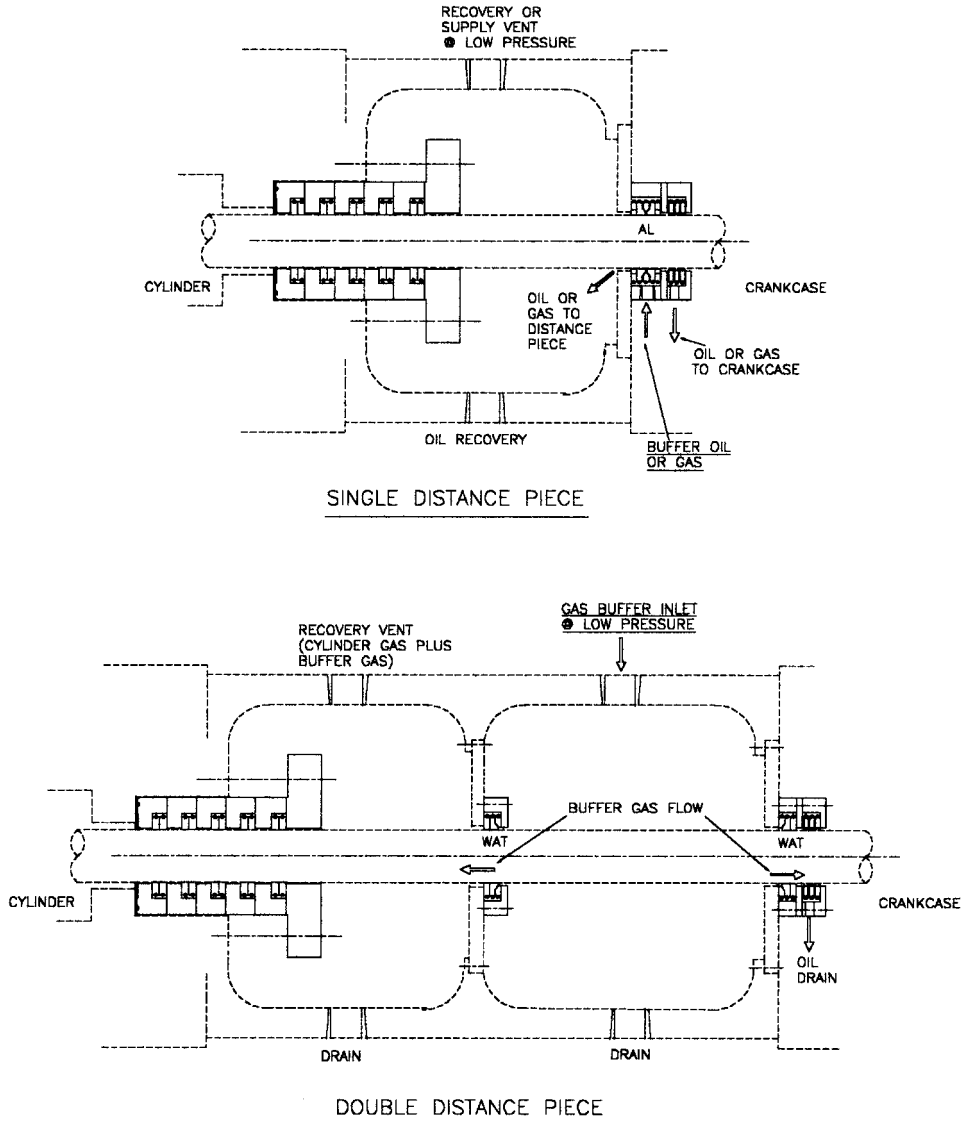 RECOVERY OR
SUPPLY VENT
@ LOW PRESSURE
AL
CYLINDER
CRANKCASE
OIL OR
GAS TO
DISTANCE
PIECE
OIL OR GAS
TO CRANKCASE
OIL RECOVERY
BUFFER OIL
OR GAS
SINGLE DISTANCE PIECE
GAS BUFFER INLET
@ LOW PRESSURE
RECOVERY VENT
(CYLINDER GAS PLUS
BUFFER GAS)
BUFFER GAS FLOW
WAT
WAT
CYLINDER
CRANKCASE
OIL
DRAIN
DRAIN
DRAIN
DOUBLE DISTANCE PIECE